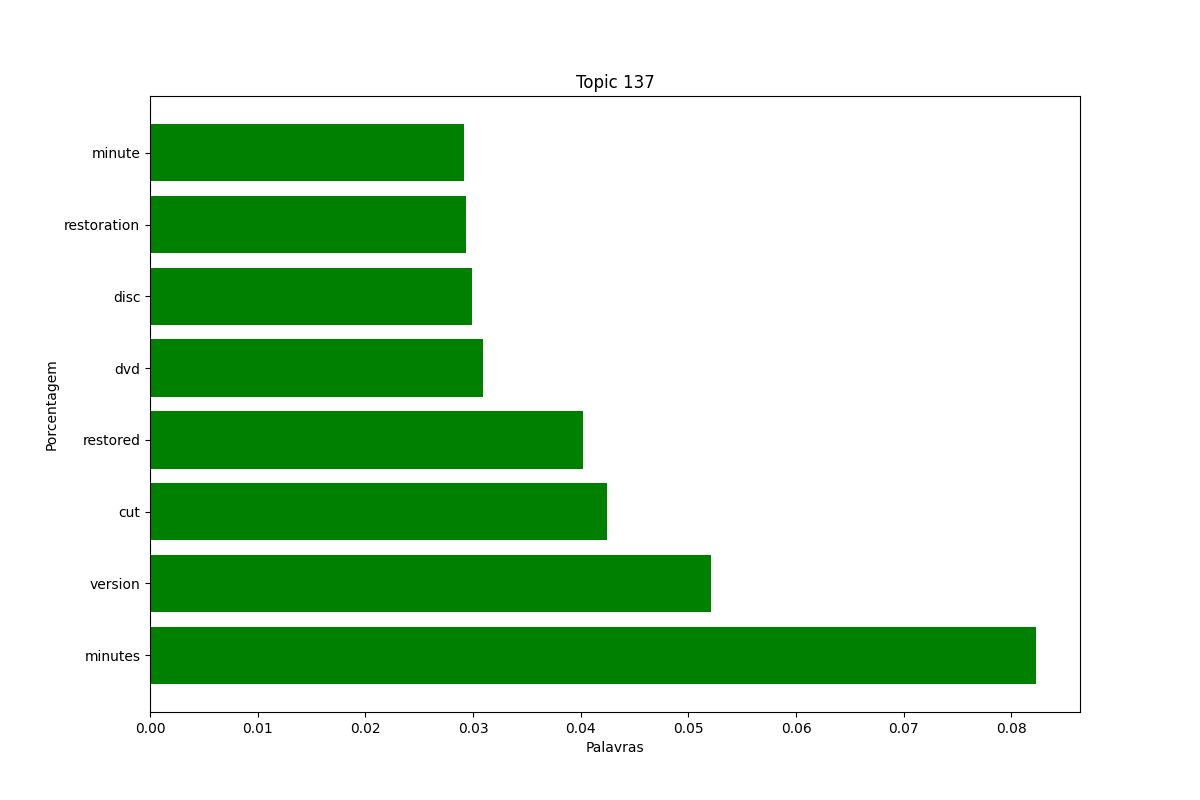 Topic 137
minute
restoration
disc
dvd
restored
cut
version
minutes
Porcentagem
0.00 0.01 0.02 0.03 0.04 0.05 0.06 0.07 0.08
Palavras